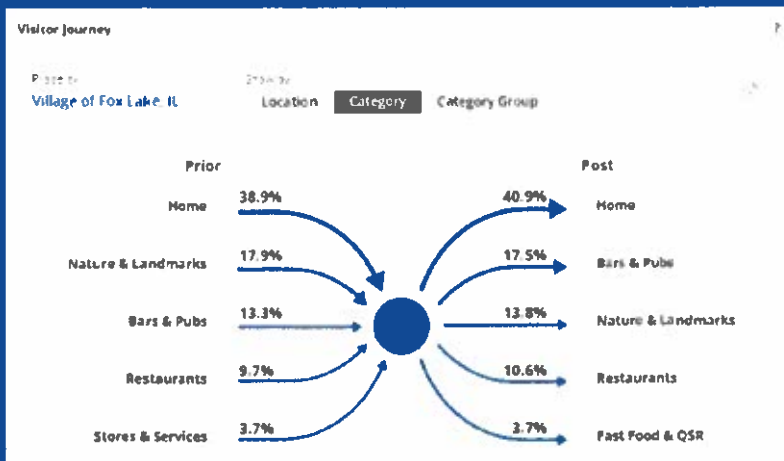 Visitor Journey
?
Village of Fox Lake, IL
Location Category Category Group
Prior
Post
Home 38.9%
40.9% Home
Nature & Landmarks 17.9%
17.5% Bars & Pubs
Bars & Pubs 13.3%
13.8% Nature & Landmarks
Restaurants 9.7%
10.6% Restaurants
Stores & Services 3.7%
3.7% Fast Food & QSR